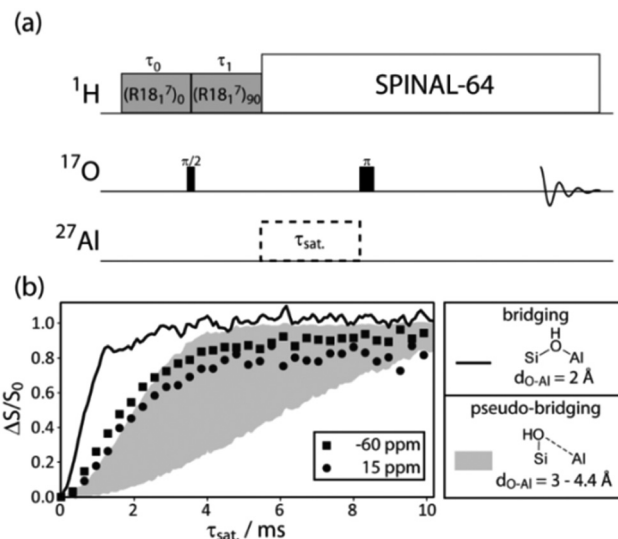 (a)
τ0 τ1
1H (R18₁⁷)0 (R18₁⁷)90 SPINAL-64
17O π/2 π
27Al τsat.
(b)
ΔS/S0
1.0
0.8
0.6
0.4
0.2
0.0
0 2 4 6 8 10
τsat. / ms
-60 ppm
15 ppm
bridging
H
O
Si Al
dO-Al = 2 Å
pseudo-bridging
HO
Si Al
dO-Al = 3 - 4.4 Å